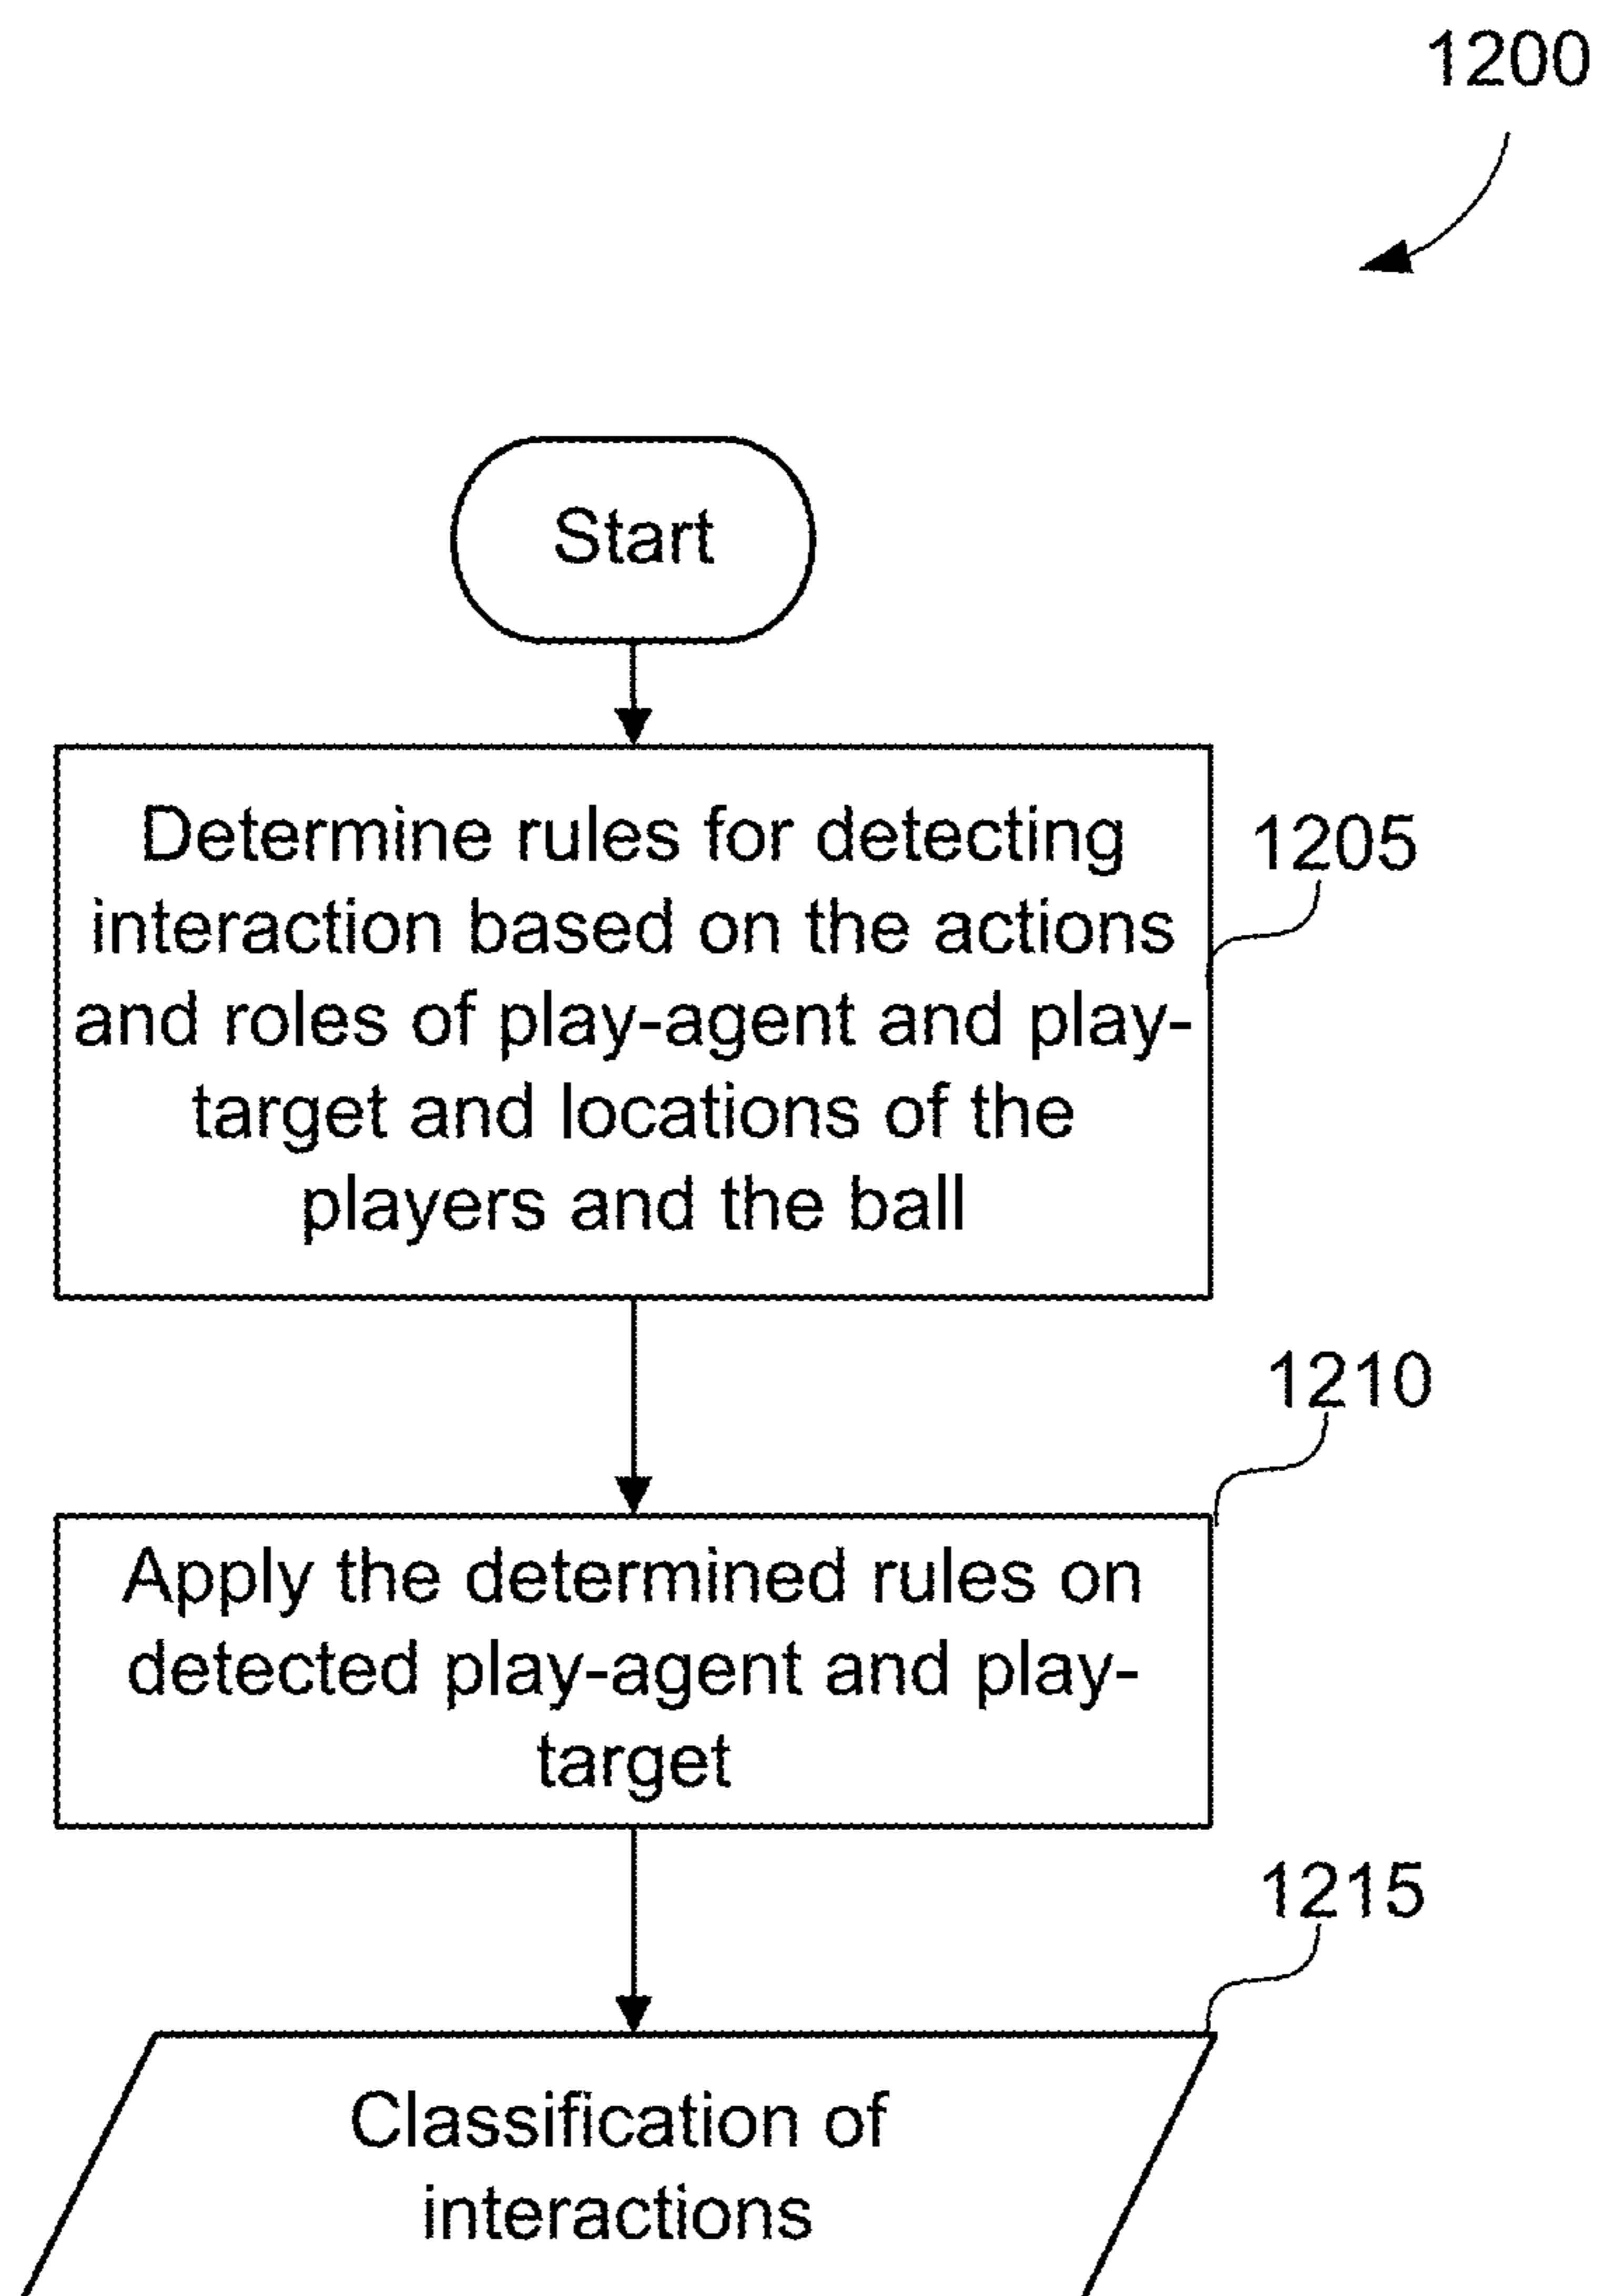 1200
Start
Determine rules for detecting
interaction based on the actions
and roles of play-agent and play-
target and locations of the
players and the ball
1205
1210
Apply the determined rules on
detected play-agent and play-
target
1215
Classification of
interactions